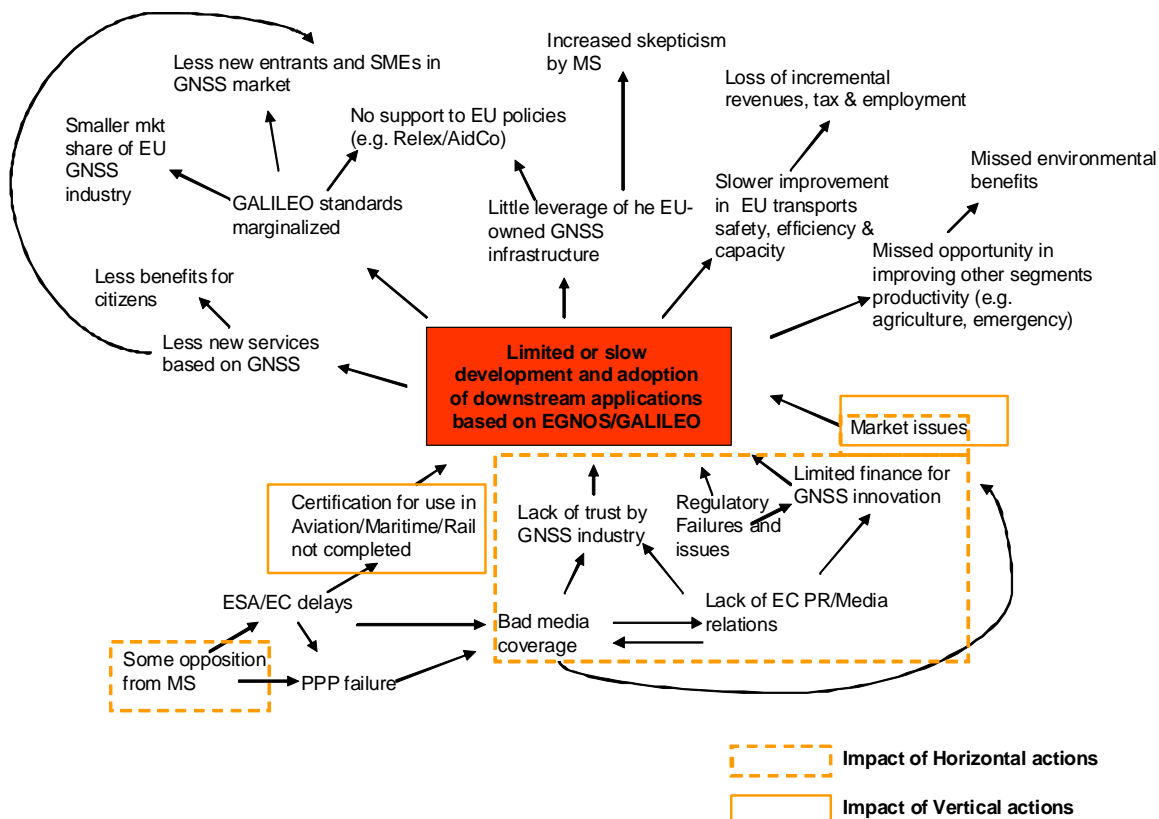 Increased skepticism
by MS
Less new entrants and SMEs in
GNSS market
Loss of incremental
revenues, tax & employment
Smaller mkt
share of EU
GNSS
industry
No support to EU policies
(e.g. Relex/AidCo)
Missed environmental
benefits
GALILEO standards
marginalized
Little leverage of he EU-
owned GNSS
infrastructure
Slower improvement
in EU transports
safety, efficiency &
capacity
Missed opportunity in
improving other segments
productivity (e.g.
agriculture, emergency)
Less benefits for
citizens
Less new services
based on GNSS
Limited or slow
development and adoption
of downstream applications
based on EGNOS/GALILEO
Market issues
Certification for use in
Aviation/Maritime/Rail
not completed
Lack of trust by
GNSS industry
Regulatory
Failures and
issues
Limited finance for
GNSS innovation
ESA/EC delays
Bad media
coverage
Lack of EC PR/Media
relations
Some opposition
from MS
PPP failure
Impact of Horizontal actions
Impact of Vertical actions